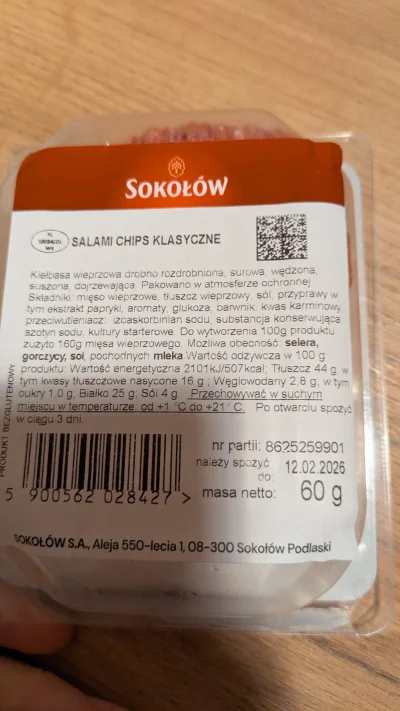 SOKOŁÓW
PL
WE
SALAMI CHIPS KLASYCZNE
Kiełbasa wieprzowa drobno rozdrobniona, surowa, wędzona,
suszona, dojrzewająca. Pakowano w atmosferze ochronnej
Składniki: mięso wieprzowe, tłuszcz wieprzowy, sól, przyprawy w
tym ekstrakt papryki, aromaty, glukoza, barwnik: kwas karminowy
przeciwutleniacz: izoaskorbinian sodu, substancja konserwująca
azotyn sodu, kultury starterowe. Do wytworzenia 100g produktu
zużyto 160g mięsa wieprzowego. Możliwa obecność: selera,
gorczycy, soi, pochodnych mleka Wartość odżywcza w 100 g
produktu: Wartość energetyczna 2101kJ/507kcal; Tłuszcz 44 g, w
tym kwasy tłuszczowe nasycone 16 g ; Węglowodany 2,8 g; w tym
cukry 1,0 g; Białko 25 g; Sól 4 g. Przechowywać w suchym
miejscu w temperaturze: od +1 °C do +21 °C. Po otwarciu spożyć
w ciągu 3 dni.
PRODUKT BEZGLUTENOWY
nr partii: 8625259901
należy spożyć do: 12.02.2026
masa netto: 60 g
5 900562 028427 >
SOKOŁÓW S.A., Aleja 550-lecia 1, 08-300 Sokołów Podlaski